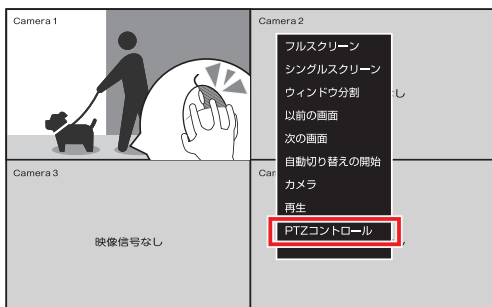 Camera 1
Camera 2
フルスクリーン
シングルスクリーン
ウィンドウ分割
以前の画面
次の画面
自動切り替えの開始
カメラ
再生
PTZコントロール
し
Camera 3
映像信号なし